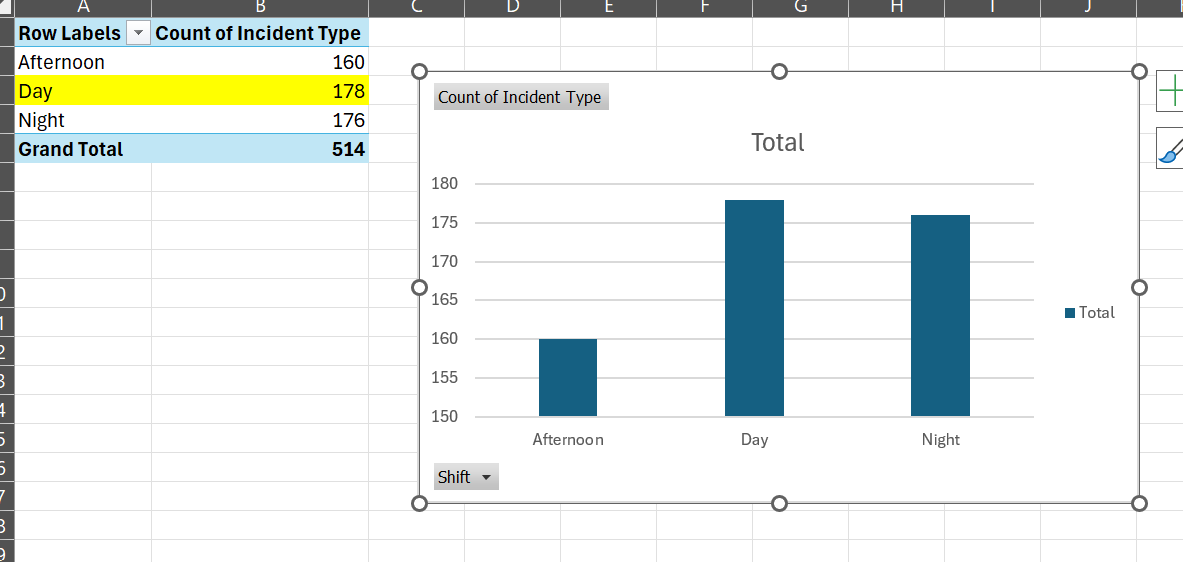 A B C D E F G H I J
Row Labels Count of Incident Type
Afternoon 160
Day 178
Night 176
Grand Total 514
Count of Incident Type
Total
180
175
170
165
160
155
150
Afternoon Day Night
Total
Shift